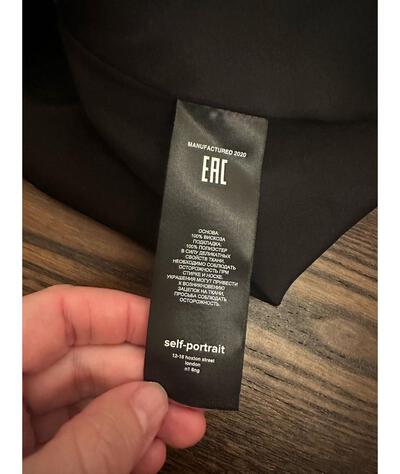 MANUFACTURED 2020
EAC
ОСНОВА:
100% ВИСКОЗА
ПОДКЛАДКА:
100% ПОЛИЭСТЕР
В СИЛУ ДЕЛИКАТНЫХ
СВОЙСТВ ТКАНИ,
НЕОБХОДИМО СОБЛЮДАТЬ
ОСТОРОЖНОСТЬ ПРИ
СТИРКЕ И НОСКЕ.
УКРАШЕНИЯ МОГУТ ПРИВЕСТИ
К ВОЗНИКНОВЕНИЮ
ЗАЦЕПОК НА ТКАНИ,
ПРОСЬБА СОБЛЮДАТЬ
ОСТОРОЖНОСТЬ.
self-portrait
12-18 hoxton street
london
n1 6ng